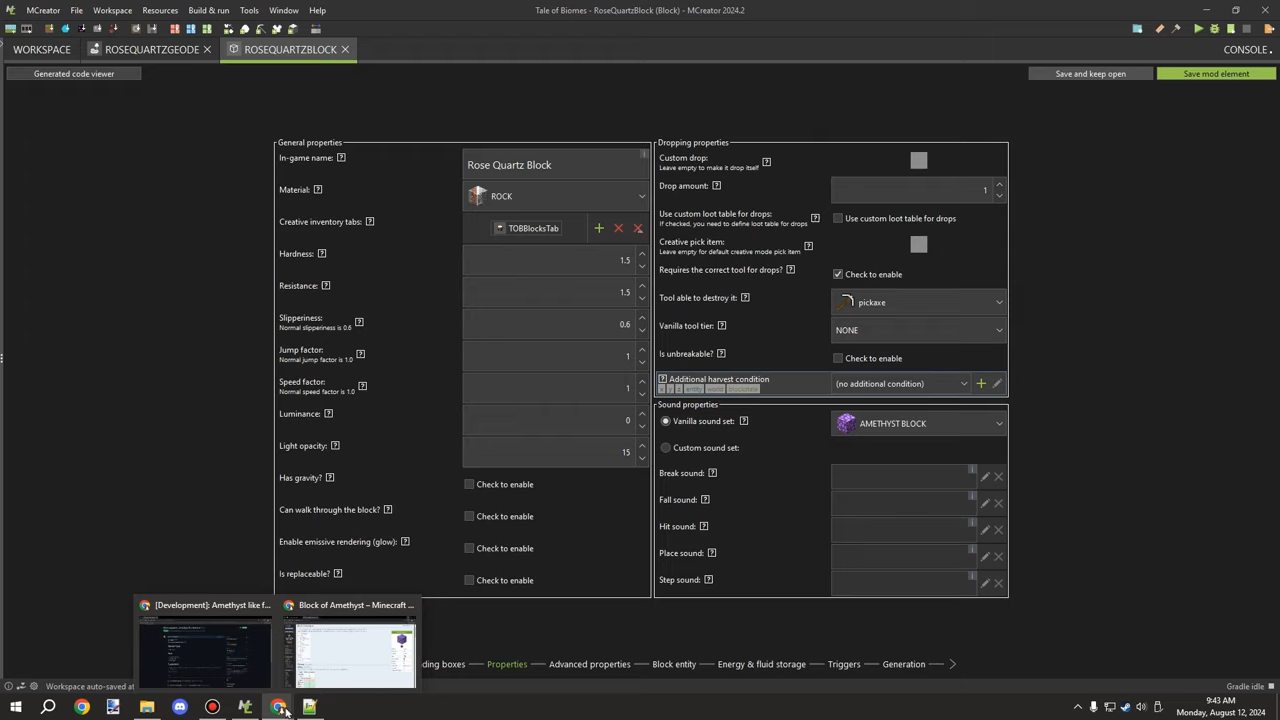 MCreator File Workspace Resources Build & run Tools Window Help
Tale of Biomes - RoseQuartzBlock (Block) - MCreator 2024.2
WORKSPACE
ROSEQUARTZGEODE
ROSEQUARTZBLOCK
CONSOLE
Generated code viewer
Save and keep open
Save mod element
General properties
In-game name:
Rose Quartz Block
Material:
ROCK
Creative inventory tabs:
TOBBlocksTab
Hardness:
1.5
Resistance:
1.5
Slipperiness:
Normal slipperiness is 0.6
0.6
Jump factor:
Normal jump factor is 1.0
1
Speed factor:
Normal speed factor is 1.0
1
Luminance:
0
Light opacity:
15
Has gravity?
Check to enable
Can walk through the block?
Check to enable
Enable emissive rendering (glow):
Check to enable
Is replaceable?
Check to enable
Dropping properties
Custom drop:
Leave empty to make it drop itself
Drop amount:
1
Use custom loot table for drops:
If checked, you need to define loot table for drops
Use custom loot table for drops
Creative pick item:
Leave empty for default creative mode pick item
Requires the correct tool for drops?
Check to enable
Tool able to destroy it:
pickaxe
Vanilla tool tier:
NONE
Is unbreakable?
Check to enable
Additional harvest condition
x y z entity world
(no additional condition)
Sound properties
Vanilla sound set:
AMETHYST BLOCK
Custom sound set:
Break sound:
Fall sound:
Hit sound:
Place sound:
Step sound:
[Development]: Amethyst like f...
Block of Amethyst – Minecraft ...
properties
entity
triggers
Generation
Workspace auto-saved at
Gradle idle
9:43 AM
Monday, August 12, 2024